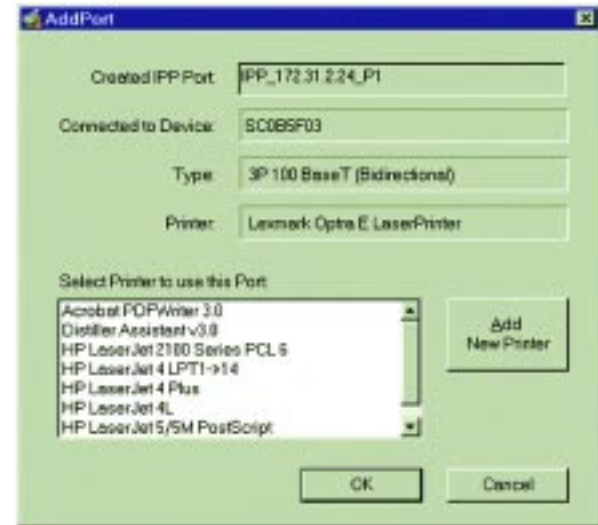 AddPort
Created IPP Port: IPP_172.31.2.24_P1
Connected to Device: SC0B5F03
Type: 3P 100 BaseT (Bidirectional)
Printer: Lexmark Optra E LaserPrinter
Select Printer to use this Port
Acrobat PDFWriter 3.0
Distiller Assistant v3.0
HP LaserJet 2100 Series PCL 6
HP LaserJet 4 LPT1->14
HP LaserJet 4 Plus
HP LaserJet 4L
HP LaserJet 5/5M PostScript
Add
New Printer
OK Cancel